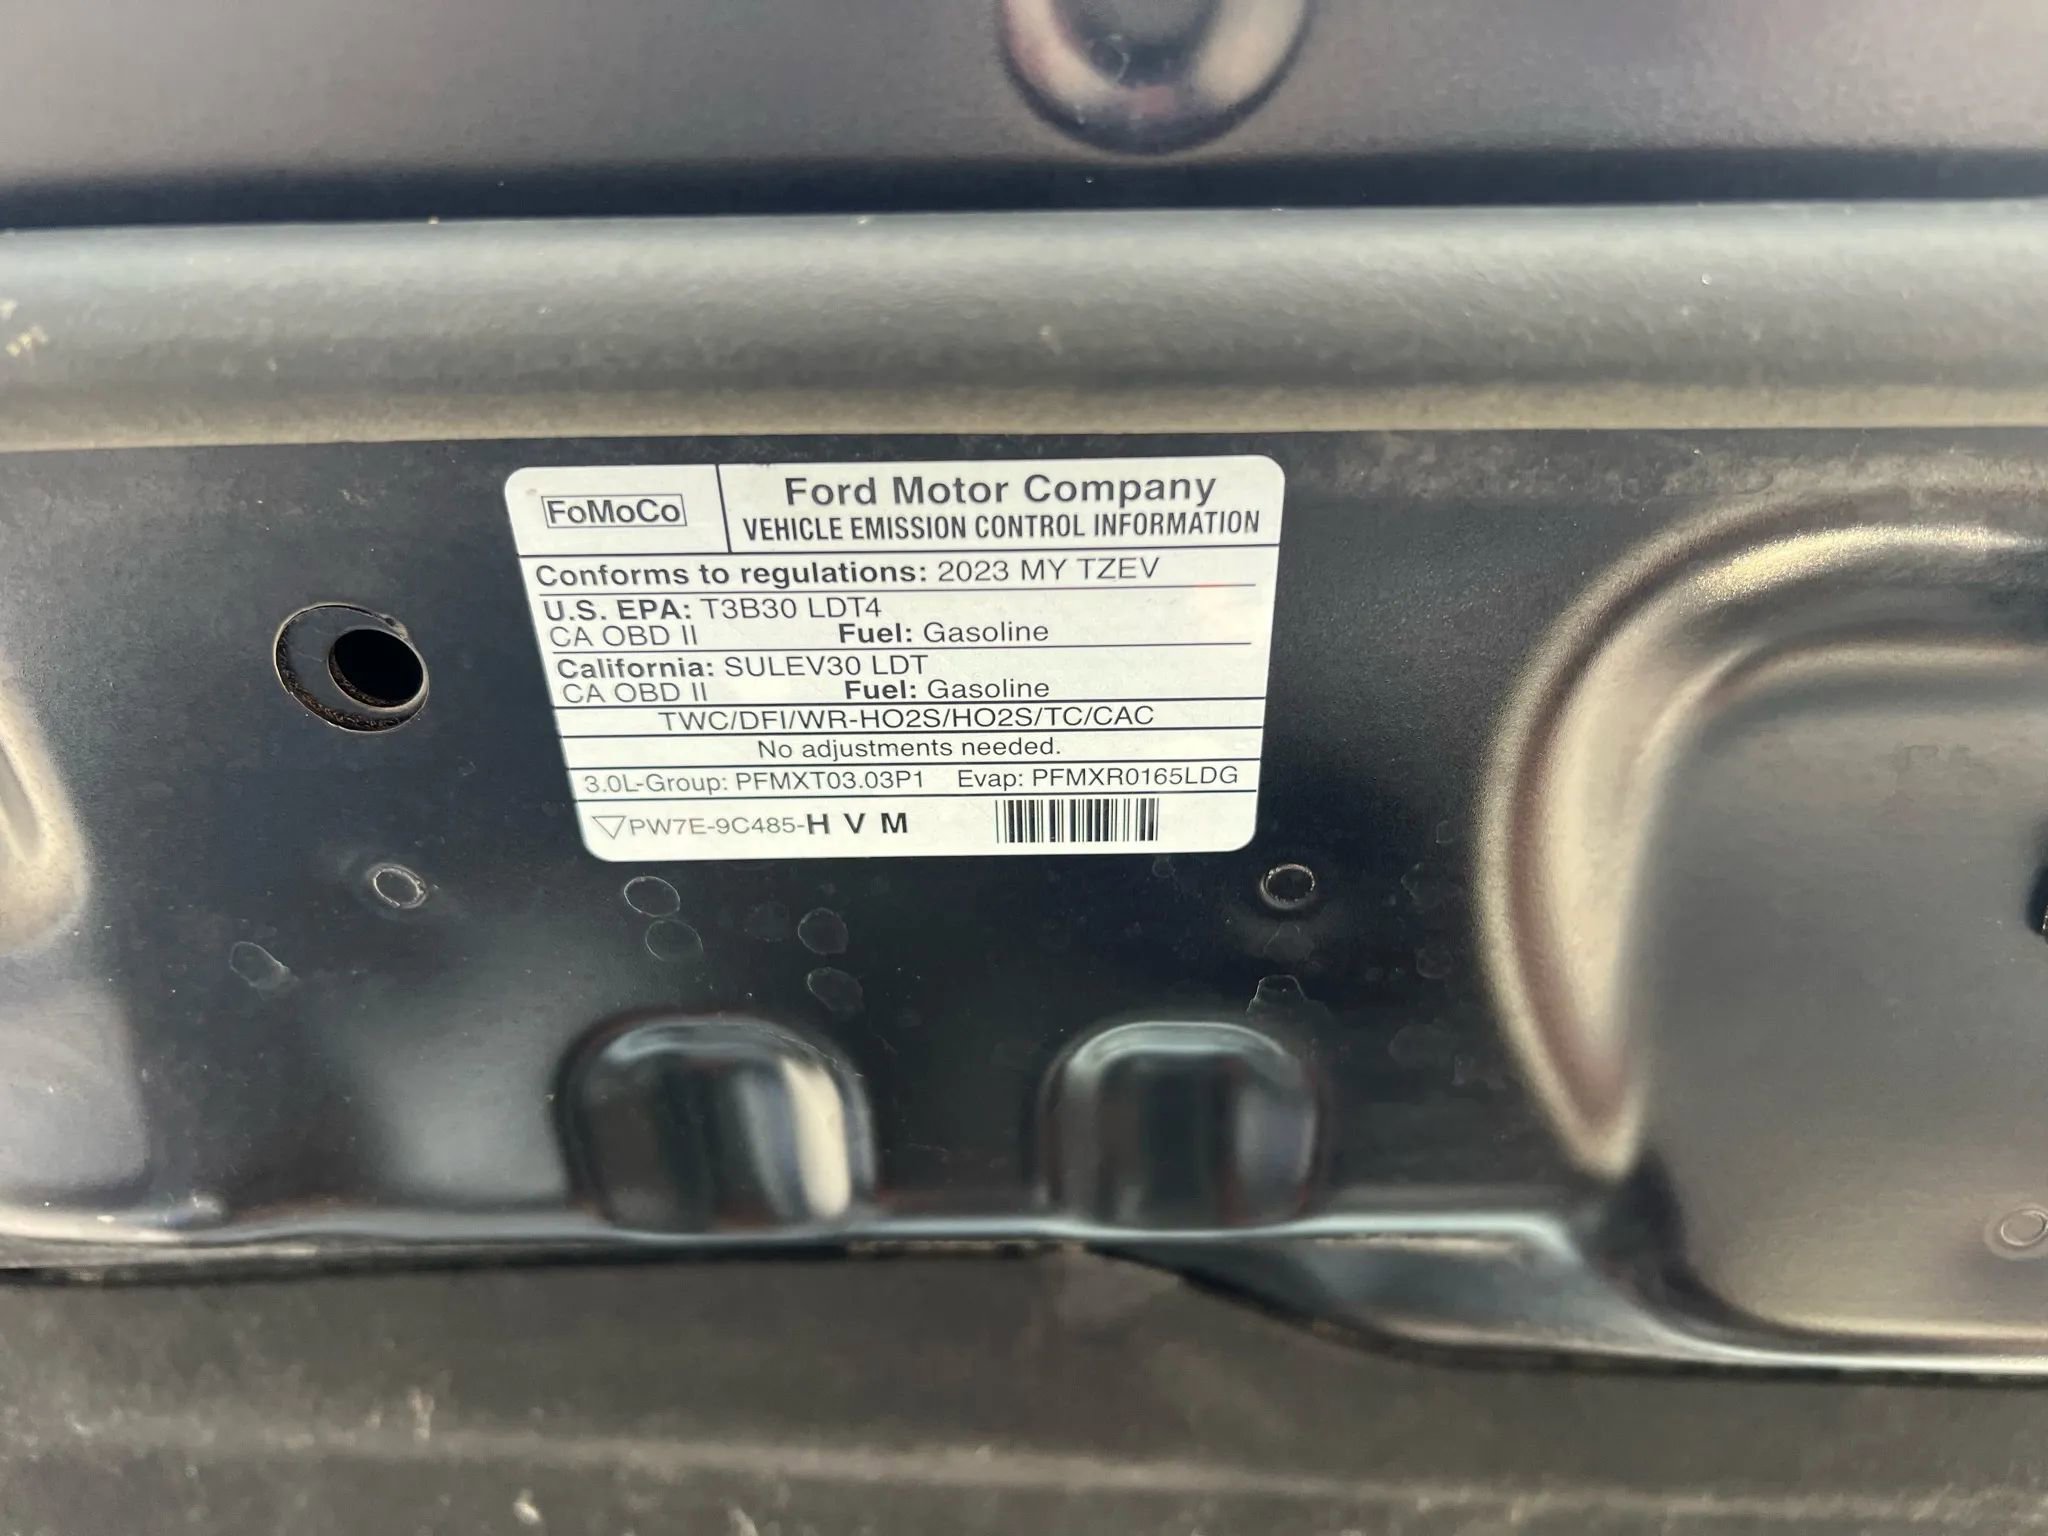 FoMoCo
Ford Motor Company
VEHICLE EMISSION CONTROL INFORMATION
Conforms to regulations: 2023 MY TZEV
U.S. EPA: T3B30 LDT4
CA OBD II Fuel: Gasoline
California: SULEV30 LDT
CA OBD II Fuel: Gasoline
TWC/DFI/WR-HO2S/HO2S/TC/CAC
No adjustments needed.
3.0L-Group: PFMXT03.03P1 Evap: PFMXR0165LDG
PW7E-9C485-H V M